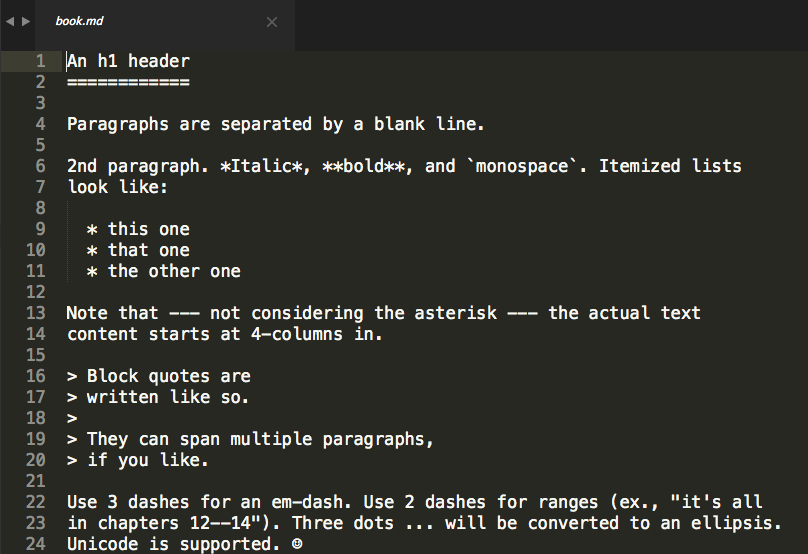 book.md
1 An h1 header
2 ============
3
4 Paragraphs are separated by a blank line.
5
6 2nd paragraph. *Italic*, **bold**, and `monospace`. Itemized lists
7 look like:
8
9   * this one
10   * that one
11   * the other one
12
13 Note that --- not considering the asterisk --- the actual text
14 content starts at 4-columns in.
15
16 > Block quotes are
17 > written like so.
18 >
19 > They can span multiple paragraphs,
20 > if you like.
21
22 Use 3 dashes for an em-dash. Use 2 dashes for ranges (ex., "it's all
23 in chapters 12--14"). Three dots ... will be converted to an ellipsis.
24 Unicode is supported. ☺